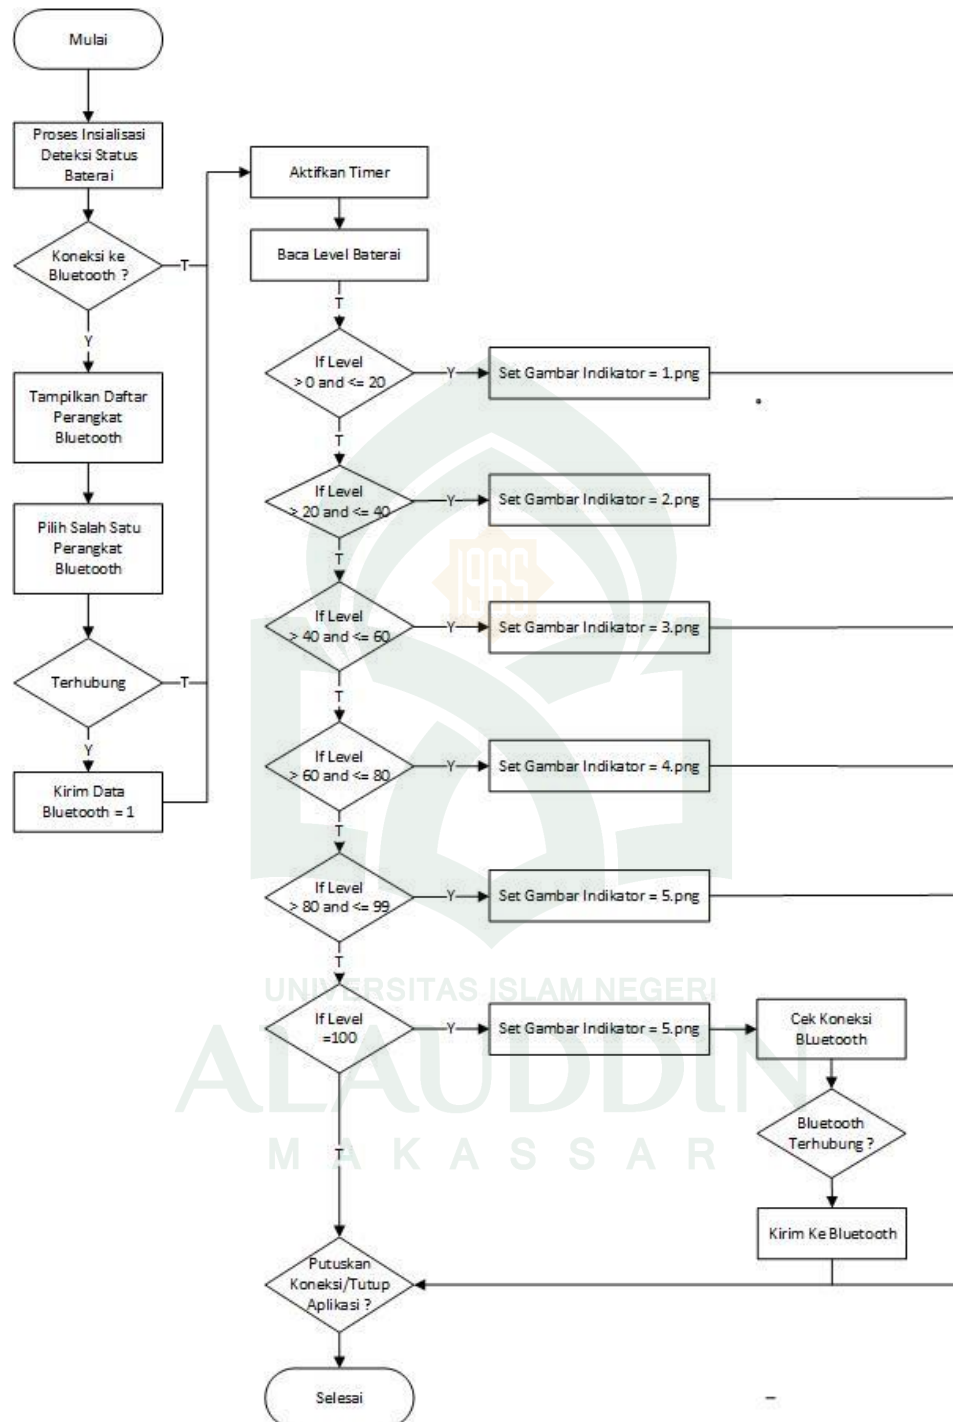 Mulai
Proses Insialisasi
Deteksi Status
Baterai
Koneksi ke
Bluetooth ?
T
Y
Tampilkan Daftar
Perangkat
Bluetooth
Pilih Salah Satu
Perangkat
Bluetooth
Terhubung
T
Y
Kirim Data
Bluetooth = 1
Aktifkan Timer
Baca Level Baterai
T
If Level
> 0 and <= 20
Y
Set Gambar Indikator = 1.png
T
If Level
> 20 and <= 40
Y
Set Gambar Indikator = 2.png
T
If Level
> 40 and <= 60
Y
Set Gambar Indikator = 3.png
T
If Level
> 60 and <= 80
Y
Set Gambar Indikator = 4.png
T
If Level
> 80 and <= 99
Y
Set Gambar Indikator = 5.png
T
If Level
=100
Y
Set Gambar Indikator = 5.png
Cek Koneksi
BLuetooth
Bluetooth
Terhubung ?
Kirim Ke Bluetooth
T
Putuskan
Koneksi/Tutup
Aplikasi ?
Selesai
1965
UNIVERSITAS ISLAM NEGERI
ALAUDDIN
MAKASSAR